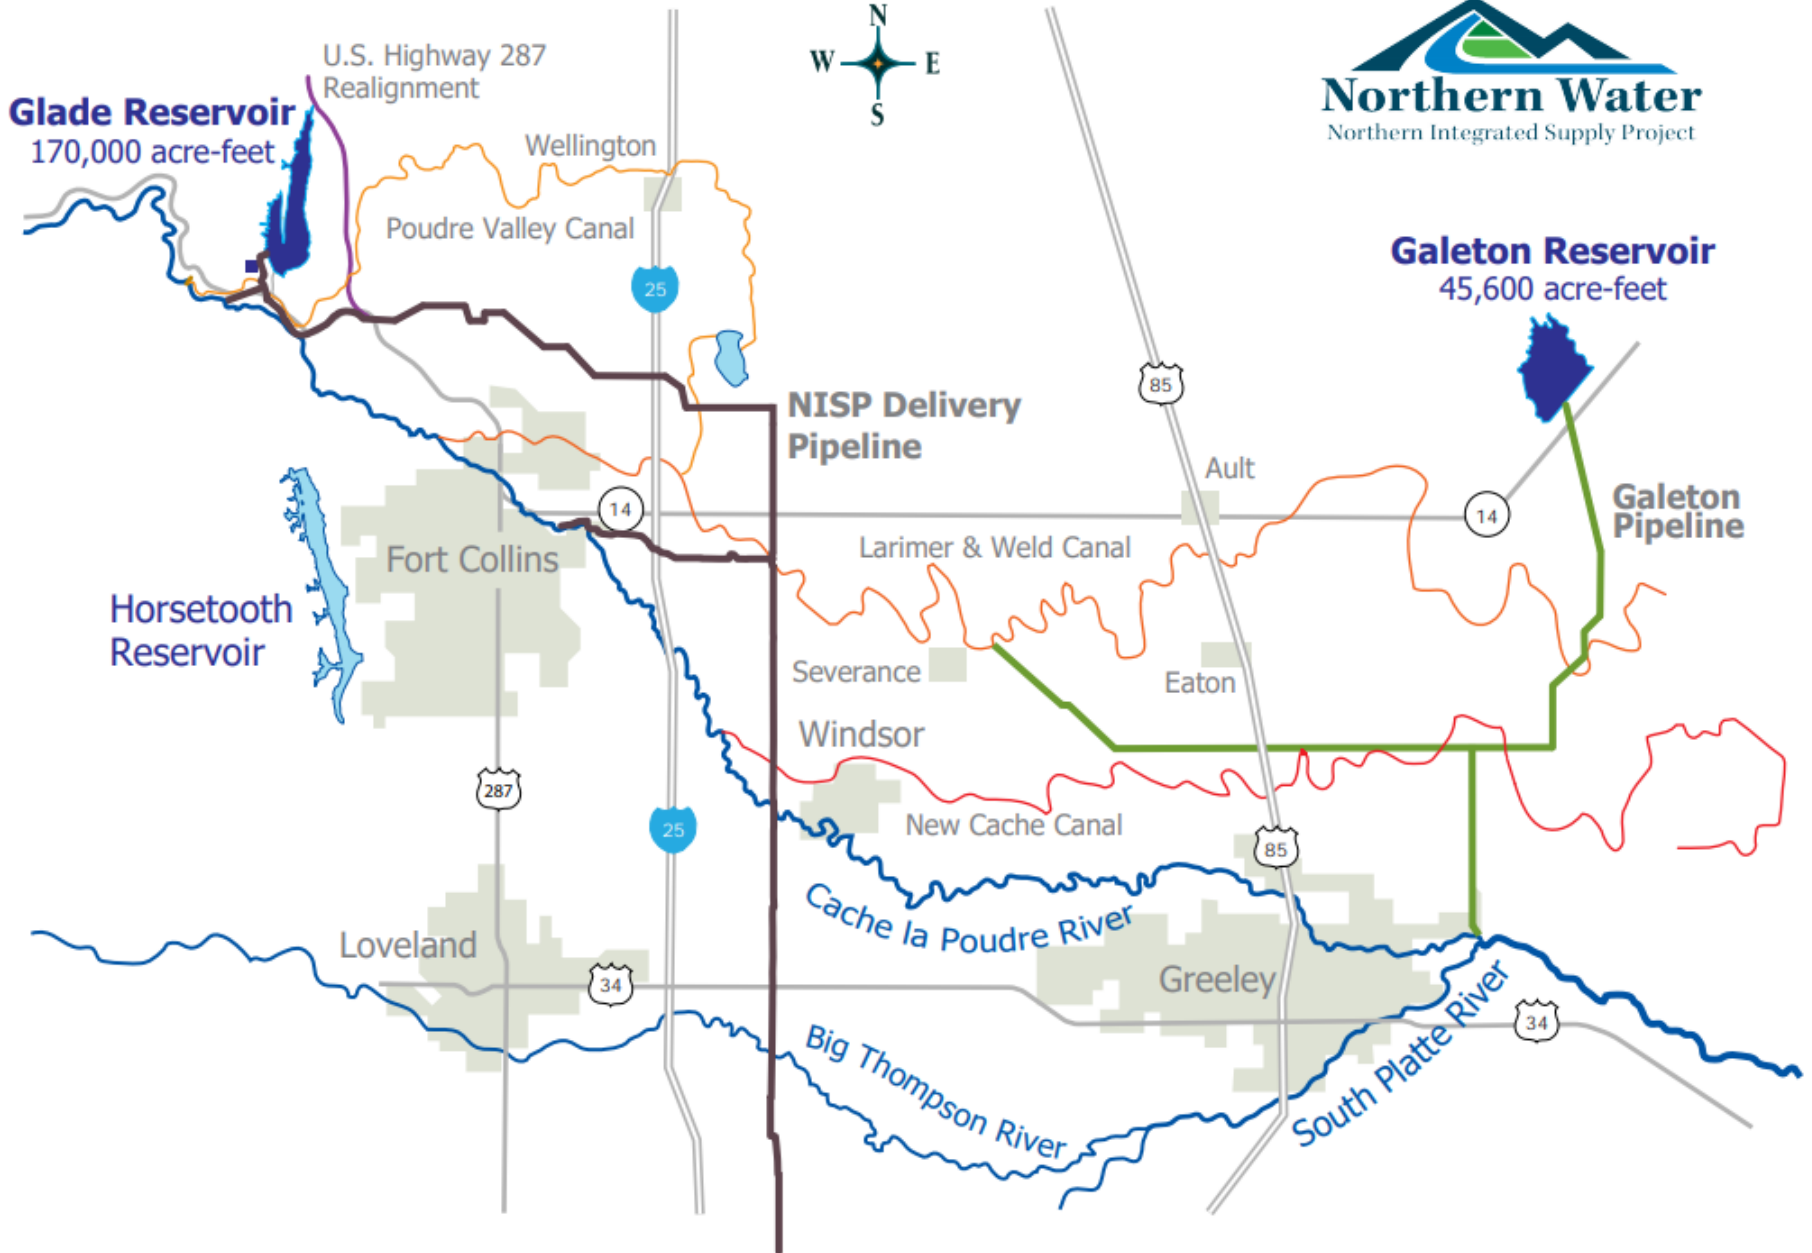 N
W E
S
Northern Water
Northern Integrated Supply Project
U.S. Highway 287
Realignment
Glade Reservoir
170,000 acre-feet
Wellington
Poudre Valley Canal
25
Galeton Reservoir
45,600 acre-feet
85
NISP Delivery
Pipeline
Ault
14
14
Galeton
Pipeline
Fort Collins
Larimer & Weld Canal
Horsetooth
Reservoir
Severance
Eaton
Windsor
287
25
New Cache Canal
85
Cache la Poudre River
Loveland
34
Greeley
34
Big Thompson River
South Platte River